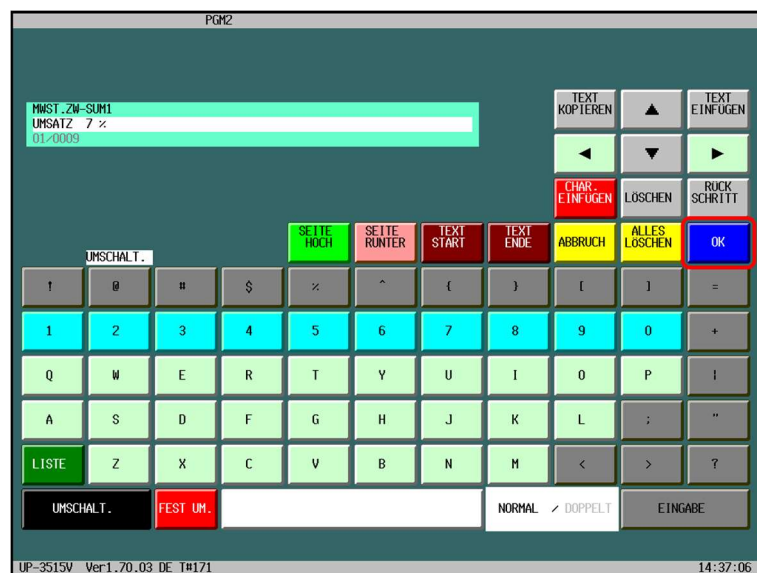 PGM2
MWST.ZW-SUM1
UMSATZ 7 %
01/0009
TEXT KOPIEREN ▲ TEXT EINFÜGEN
◄ ▼ ►
CHAR. EINFÜGEN LÖSCHEN RÜCK SCHRITT
SEITE HOCH SEITE RUNTER TEXT START TEXT ENDE ABBRUCH ALLES LÖSCHEN OK
UMSCHALT.
! @ # $ % ^ { } [ ] =
1 2 3 4 5 6 7 8 9 0 +
Q W E R T Y U I O P ¦
A S D F G H J K L ; "
LISTE Z X C V B N M < > ?
UMSCHALT. FEST UM. NORMAL / DOPPELT EINGABE
UP-3515V Ver1.70.03 DE T#171 14:37:06